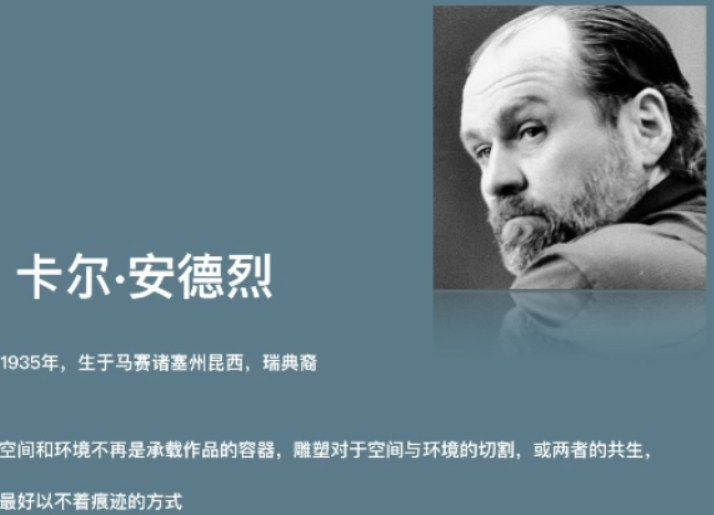 卡尔·安德烈
1935年，生于马赛诸塞州昆西，瑞典裔
空间和环境不再是承载作品的容器，雕塑对于空间与环境的切割，或两者的共生，
最好以不着痕迹的方式